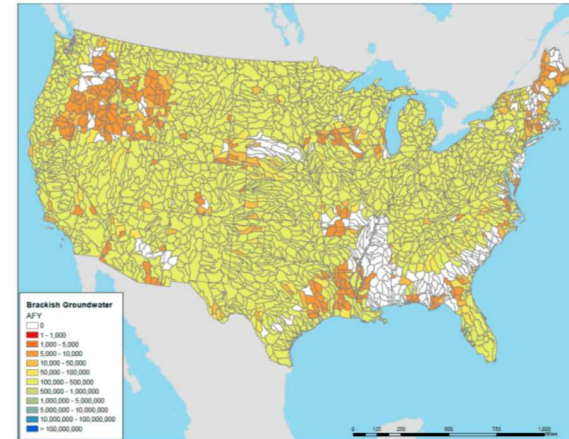 Brackish Groundwater
AFY
0
1 - 1,000
1,000 - 5,000
5,000 - 10,000
10,000 - 50,000
50,000 - 100,000
100,000 - 500,000
500,000 - 1,000,000
1,000,000 - 5,000,000
5,000,000 - 10,000,000
10,000,000 - 100,000,000
> 100,000,000
0 125 250 500 750 1,000